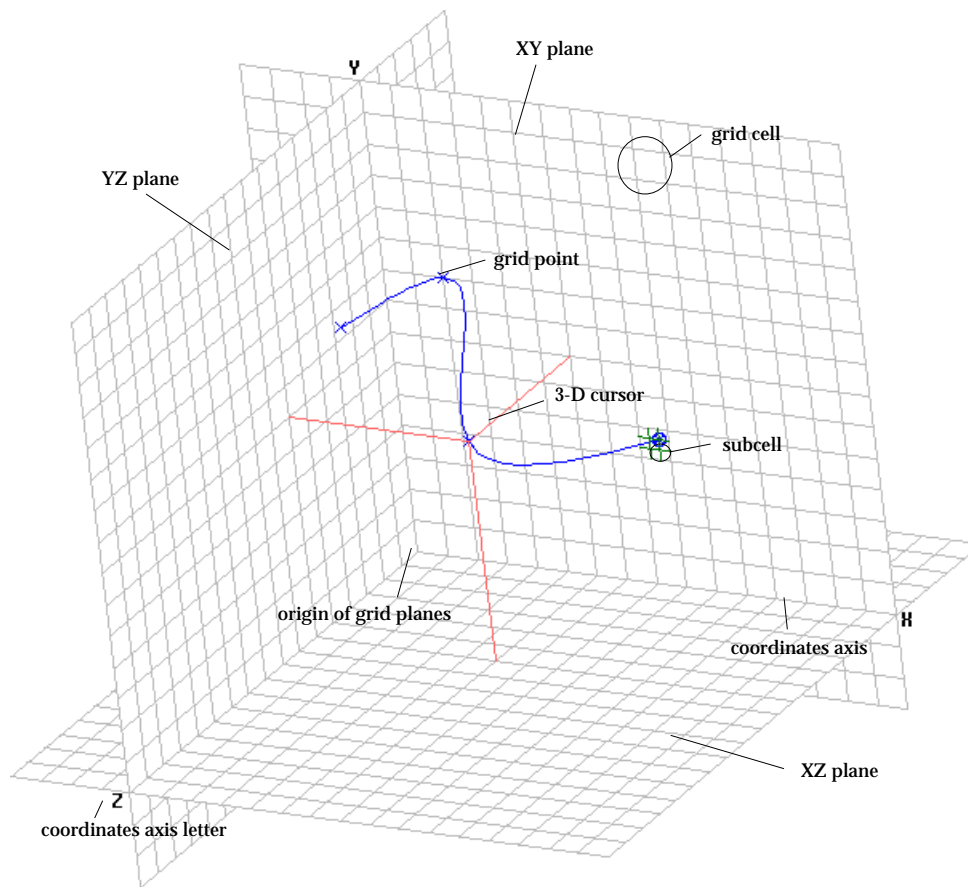 XY plane
Y
grid cell
YZ plane
grid point
3-D cursor
subcell
origin of grid planes
X
coordinates axis
XZ plane
Z
coordinates axis letter